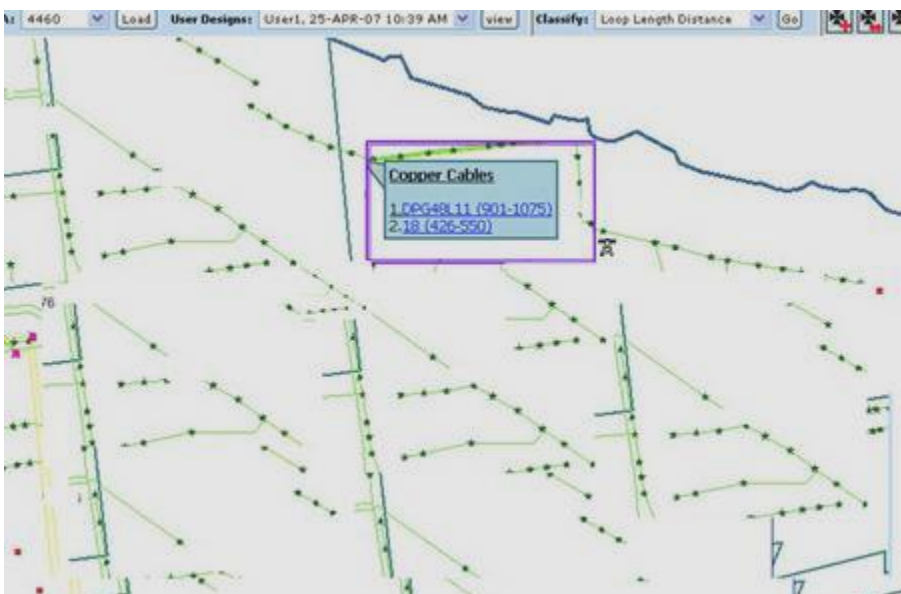 4460 Load User Designs: User1, 25-APR-07 10:39 AM view Classify: Loop Length Distance Go
Copper Cables
1.DPG48L11 (901-1075)
2.18 (426-550)
76